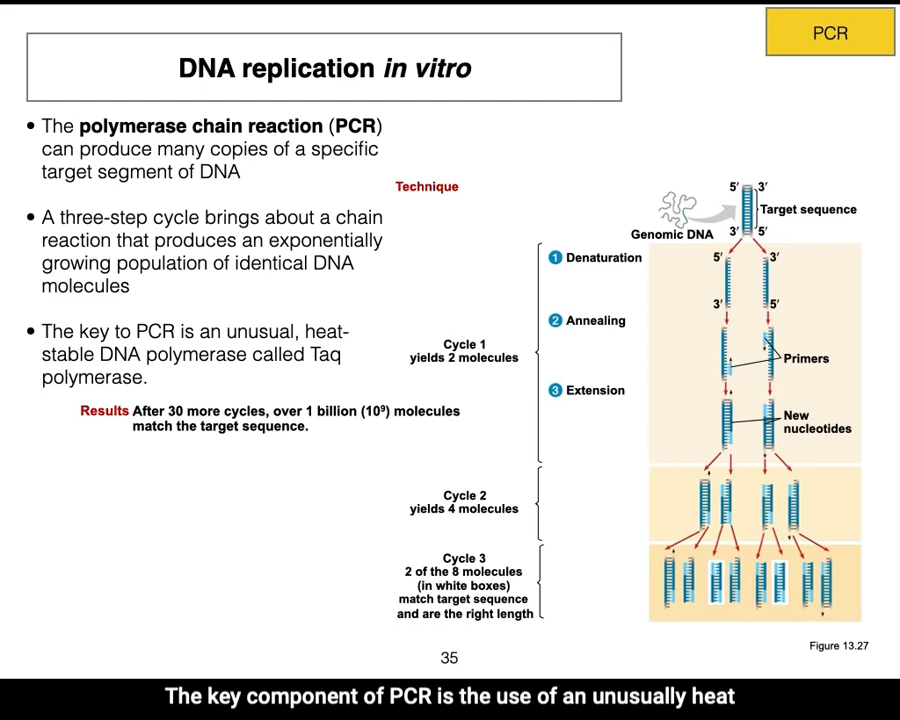 PCR
DNA replication in vitro
• The polymerase chain reaction (PCR)
can produce many copies of a specific
target segment of DNA
• A three-step cycle brings about a chain
reaction that produces an exponentially
growing population of identical DNA
molecules
• The key to PCR is an unusual, heat-
stable DNA polymerase called Taq
polymerase.
Results After 30 more cycles, over 1 billion (10⁹) molecules
match the target sequence.
Technique
5′ 3′
Target sequence
Genomic DNA
3′ 5′
1 Denaturation
5′ 3′
3′ 5′
2 Annealing
Cycle 1
yields 2 molecules
Primers
3 Extension
New
nucleotides
Cycle 2
yields 4 molecules
Cycle 3
2 of the 8 molecules
(in white boxes)
match target sequence
and are the right length
Figure 13.27
35
The key component of PCR is the use of an unusually heat